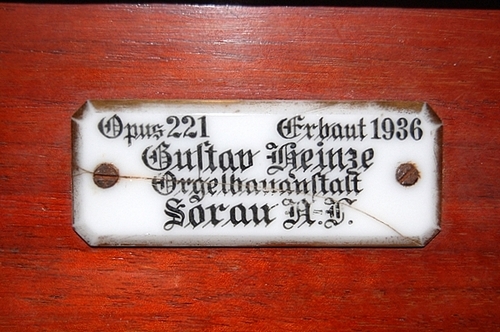 Opus 221 Erbaut 1936
Gustav Heinze
Orgelbauanstalt
Sorau N-L.